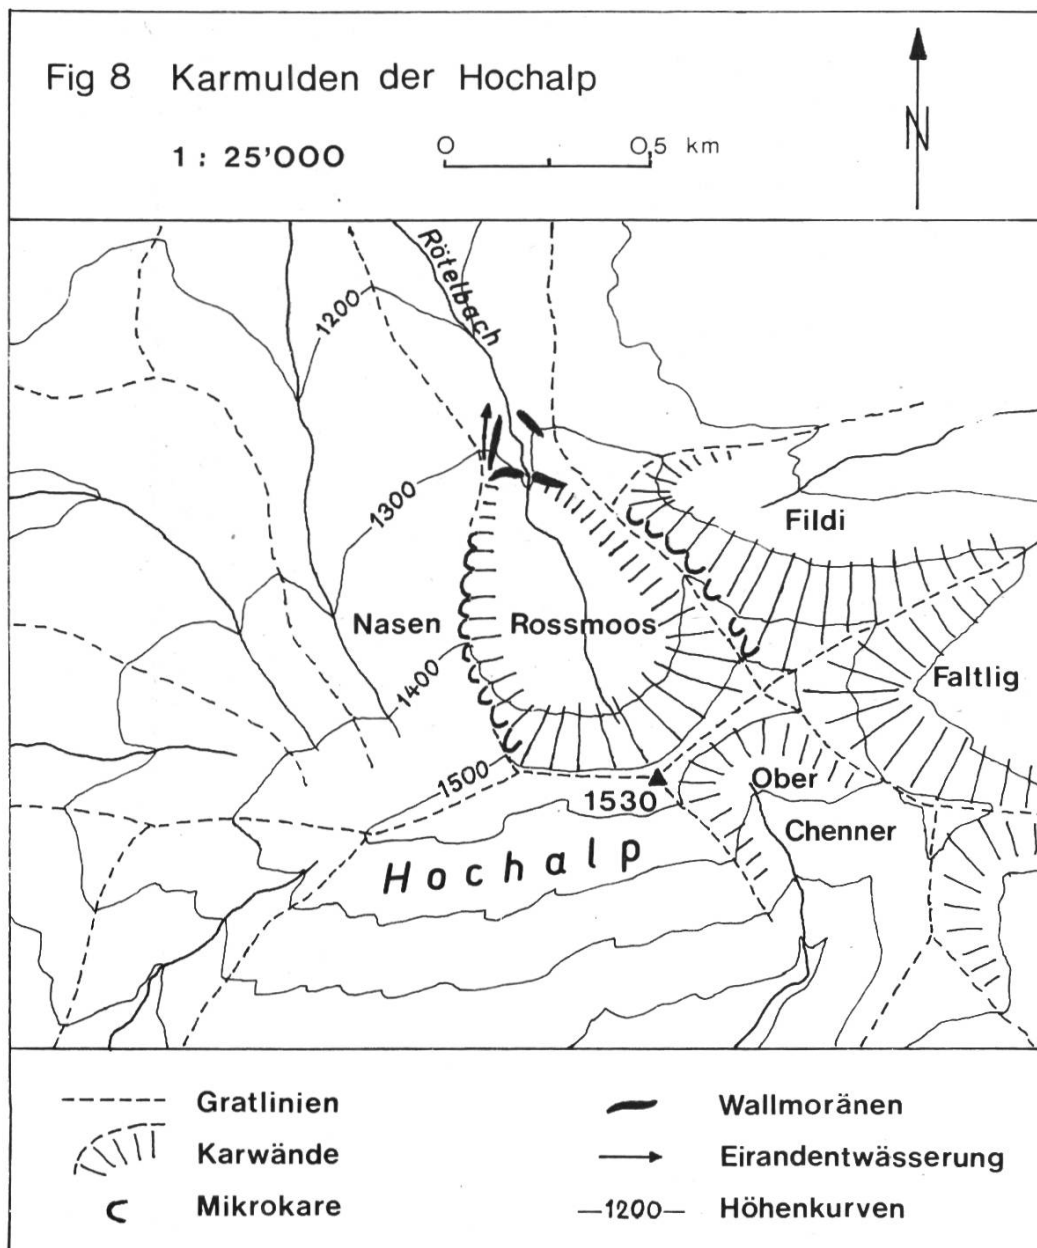 Fig 8 Karmulden der Hochalp
1 : 25'000
0 0,5 km
N
Rötelbach
1200
1300
Fildi
Nasen
Rossmoos
1400
Faltlig
1500
Ober
1530
Chenner
Hochalp
Gratlinien
Wallmoränen
Karwände
Eirandentwässerung
Mikrokare
—1200— Höhenkurven